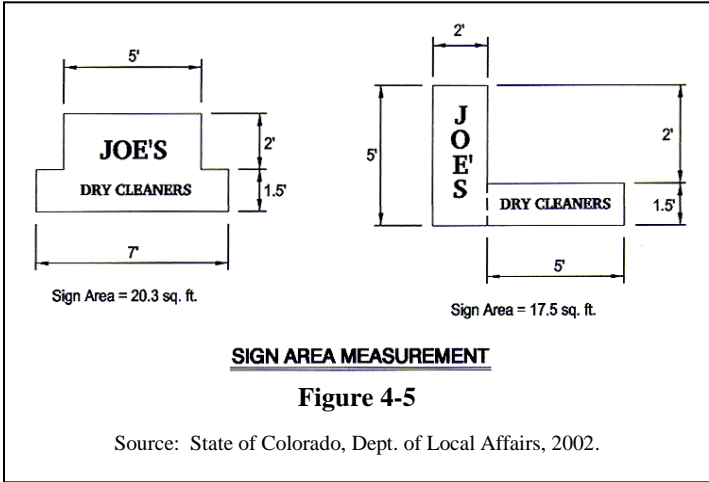 5'
2'
JOE'S
DRY CLEANERS
2'
1.5'
7'
Sign Area = 20.3 sq. ft.
5'
J
O
E'
S
DRY CLEANERS
2'
1.5'
5'
Sign Area = 17.5 sq. ft.
SIGN AREA MEASUREMENT
Figure 4-5
Source: State of Colorado, Dept. of Local Affairs, 2002.